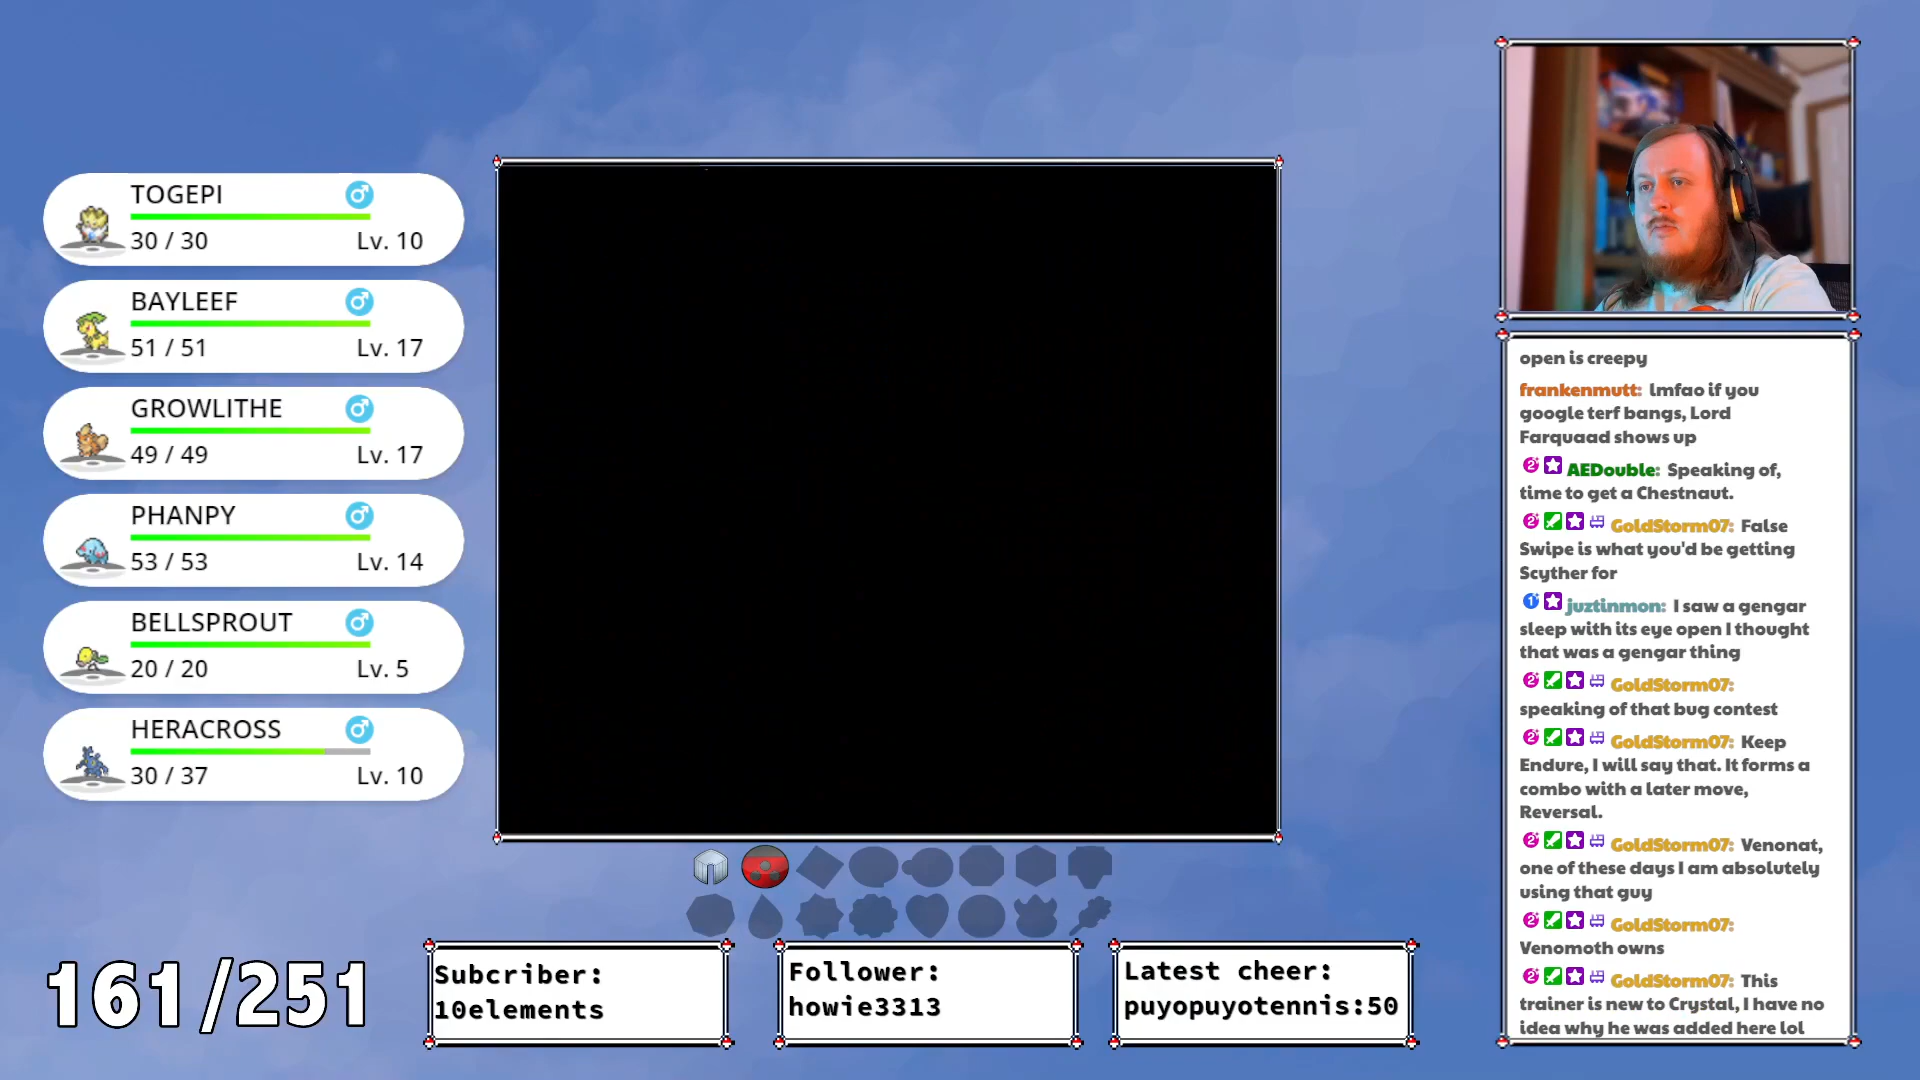 TOGEPI
30 / 30 Lv. 10
BAYLEEF
51 / 51 Lv. 17
GROWLITHE
49 / 49 Lv. 17
PHANPY
53 / 53 Lv. 14
BELLSPROUT
20 / 20 Lv. 5
HERACROSS
30 / 37 Lv. 10
161/251
Subcriber:
10elements
Follower:
howie3313
Latest cheer:
puyopuyotennis:50
open is creepy
frankenmutt: lmfao if you
google terf bangs, Lord
Farquaad shows up
AEDouble: Speaking of,
time to get a Chestnaut.
GoldStorm07: False
Swipe is what you'd be getting
Scyther for
juztinmon: I saw a gengar
sleep with its eye open I thought
that was a gengar thing
GoldStorm07:
speaking of that bug contest
GoldStorm07: Keep
Endure, I will say that. It forms a
combo with a later move,
Reversal.
GoldStorm07: Venonat,
one of these days I am absolutely
using that guy
GoldStorm07:
Venomoth owns
GoldStorm07: This
trainer is new to Crystal, I have no
idea why he was added here lol